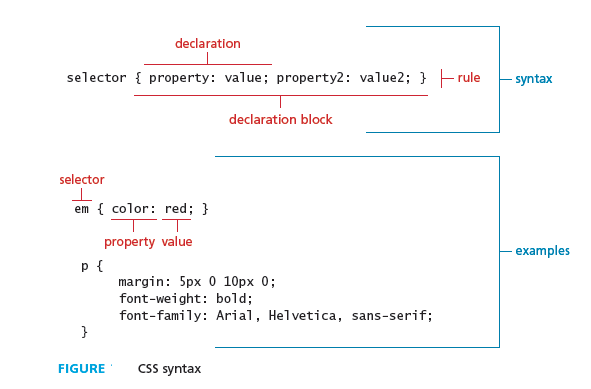 declaration
selector { property: value; property2: value2; }
rule
syntax
declaration block
selector
em { color: red; }
property value
examples
p {
margin: 5px 0 10px 0;
font-weight: bold;
font-family: Arial, Helvetica, sans-serif;
}
FIGURE CSS syntax